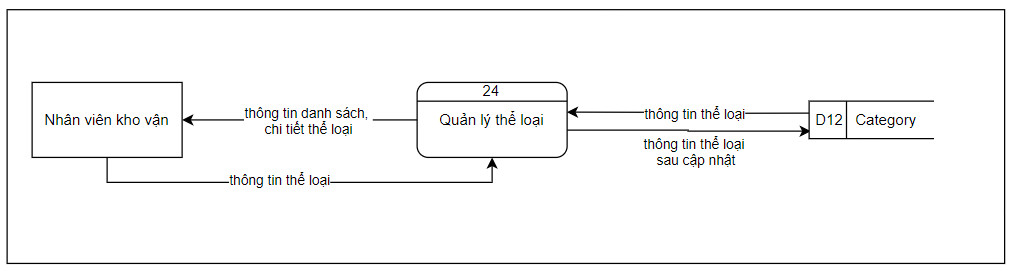 24
Nhân viên kho vận
thông tin danh sách,
chi tiết thể loại
Quản lý thể loại
thông tin thể loại
D12
Category
thông tin thể loại
sau cập nhật
thông tin thể loại